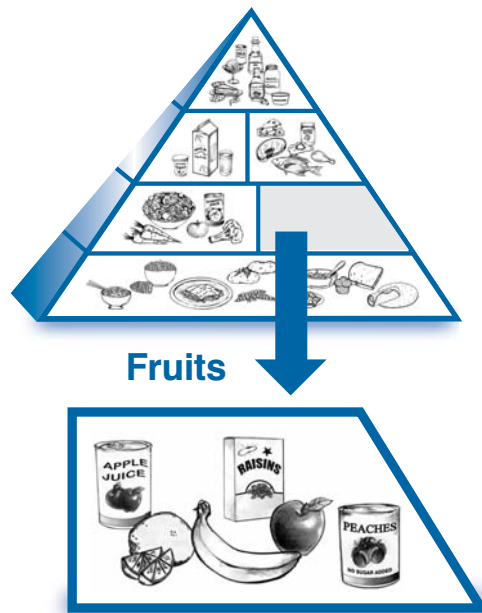 Fruits
APPLE
JUICE
RAISINS
PEACHES
NO SUGAR ADDED